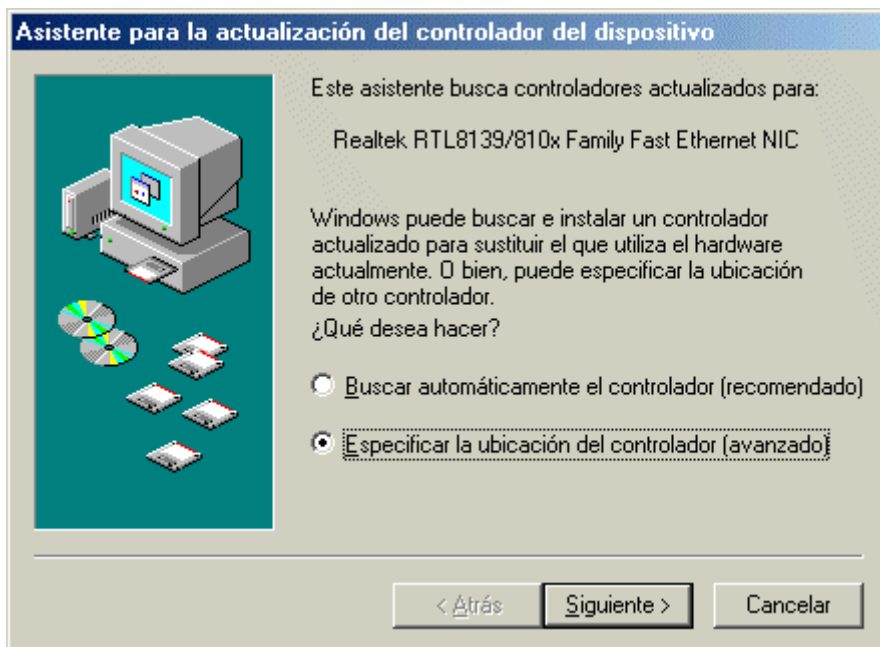 Asistente para la actualización del controlador del dispositivo
Este asistente busca controladores actualizados para:
Realtek RTL8139/810x Family Fast Ethernet NIC
Windows puede buscar e instalar un controlador
actualizado para sustituir el que utiliza el hardware
actualmente. O bien, puede especificar la ubicación
de otro controlador.
¿Qué desea hacer?
Buscar automáticamente el controlador (recomendado)
Especificar la ubicación del controlador (avanzado)
< Atrás
Siguiente >
Cancelar